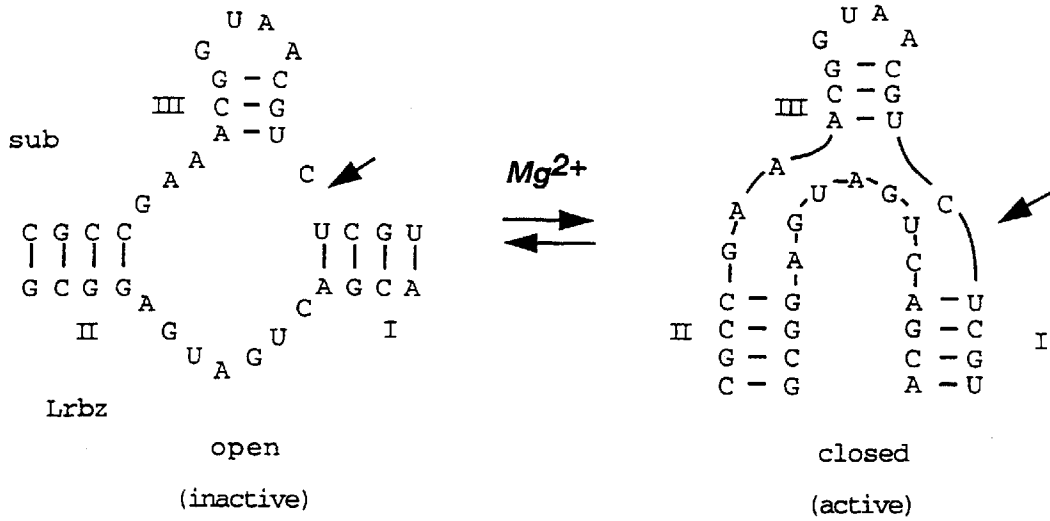 U A A
G A
G – C
III C – G
A – U
sub
A C
A
G
C G C C U C G U
G C G G A G C A
A C
II G U I
U G
A
Lrbz
open
(inactive)
Mg2+
U A A
G
G – C
III C – G
A – U
A
A
G
U A G
G U
C
A C
C – G A – U
II C – G G – C
G – C C – G
C – G A – U
I
closed
(active)